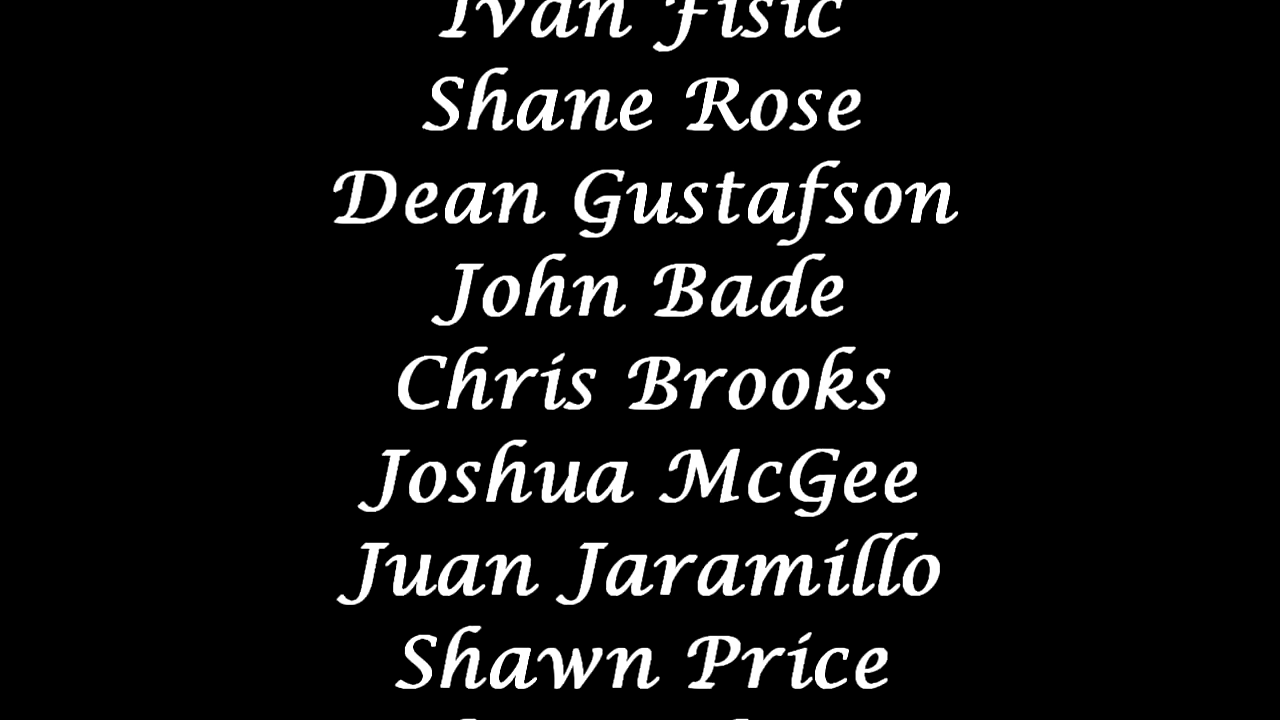 Ivan Fisic
Shane Rose
Dean Gustafson
John Bade
Chris Brooks
Joshua McGee
Juan Jaramillo
Shawn Price